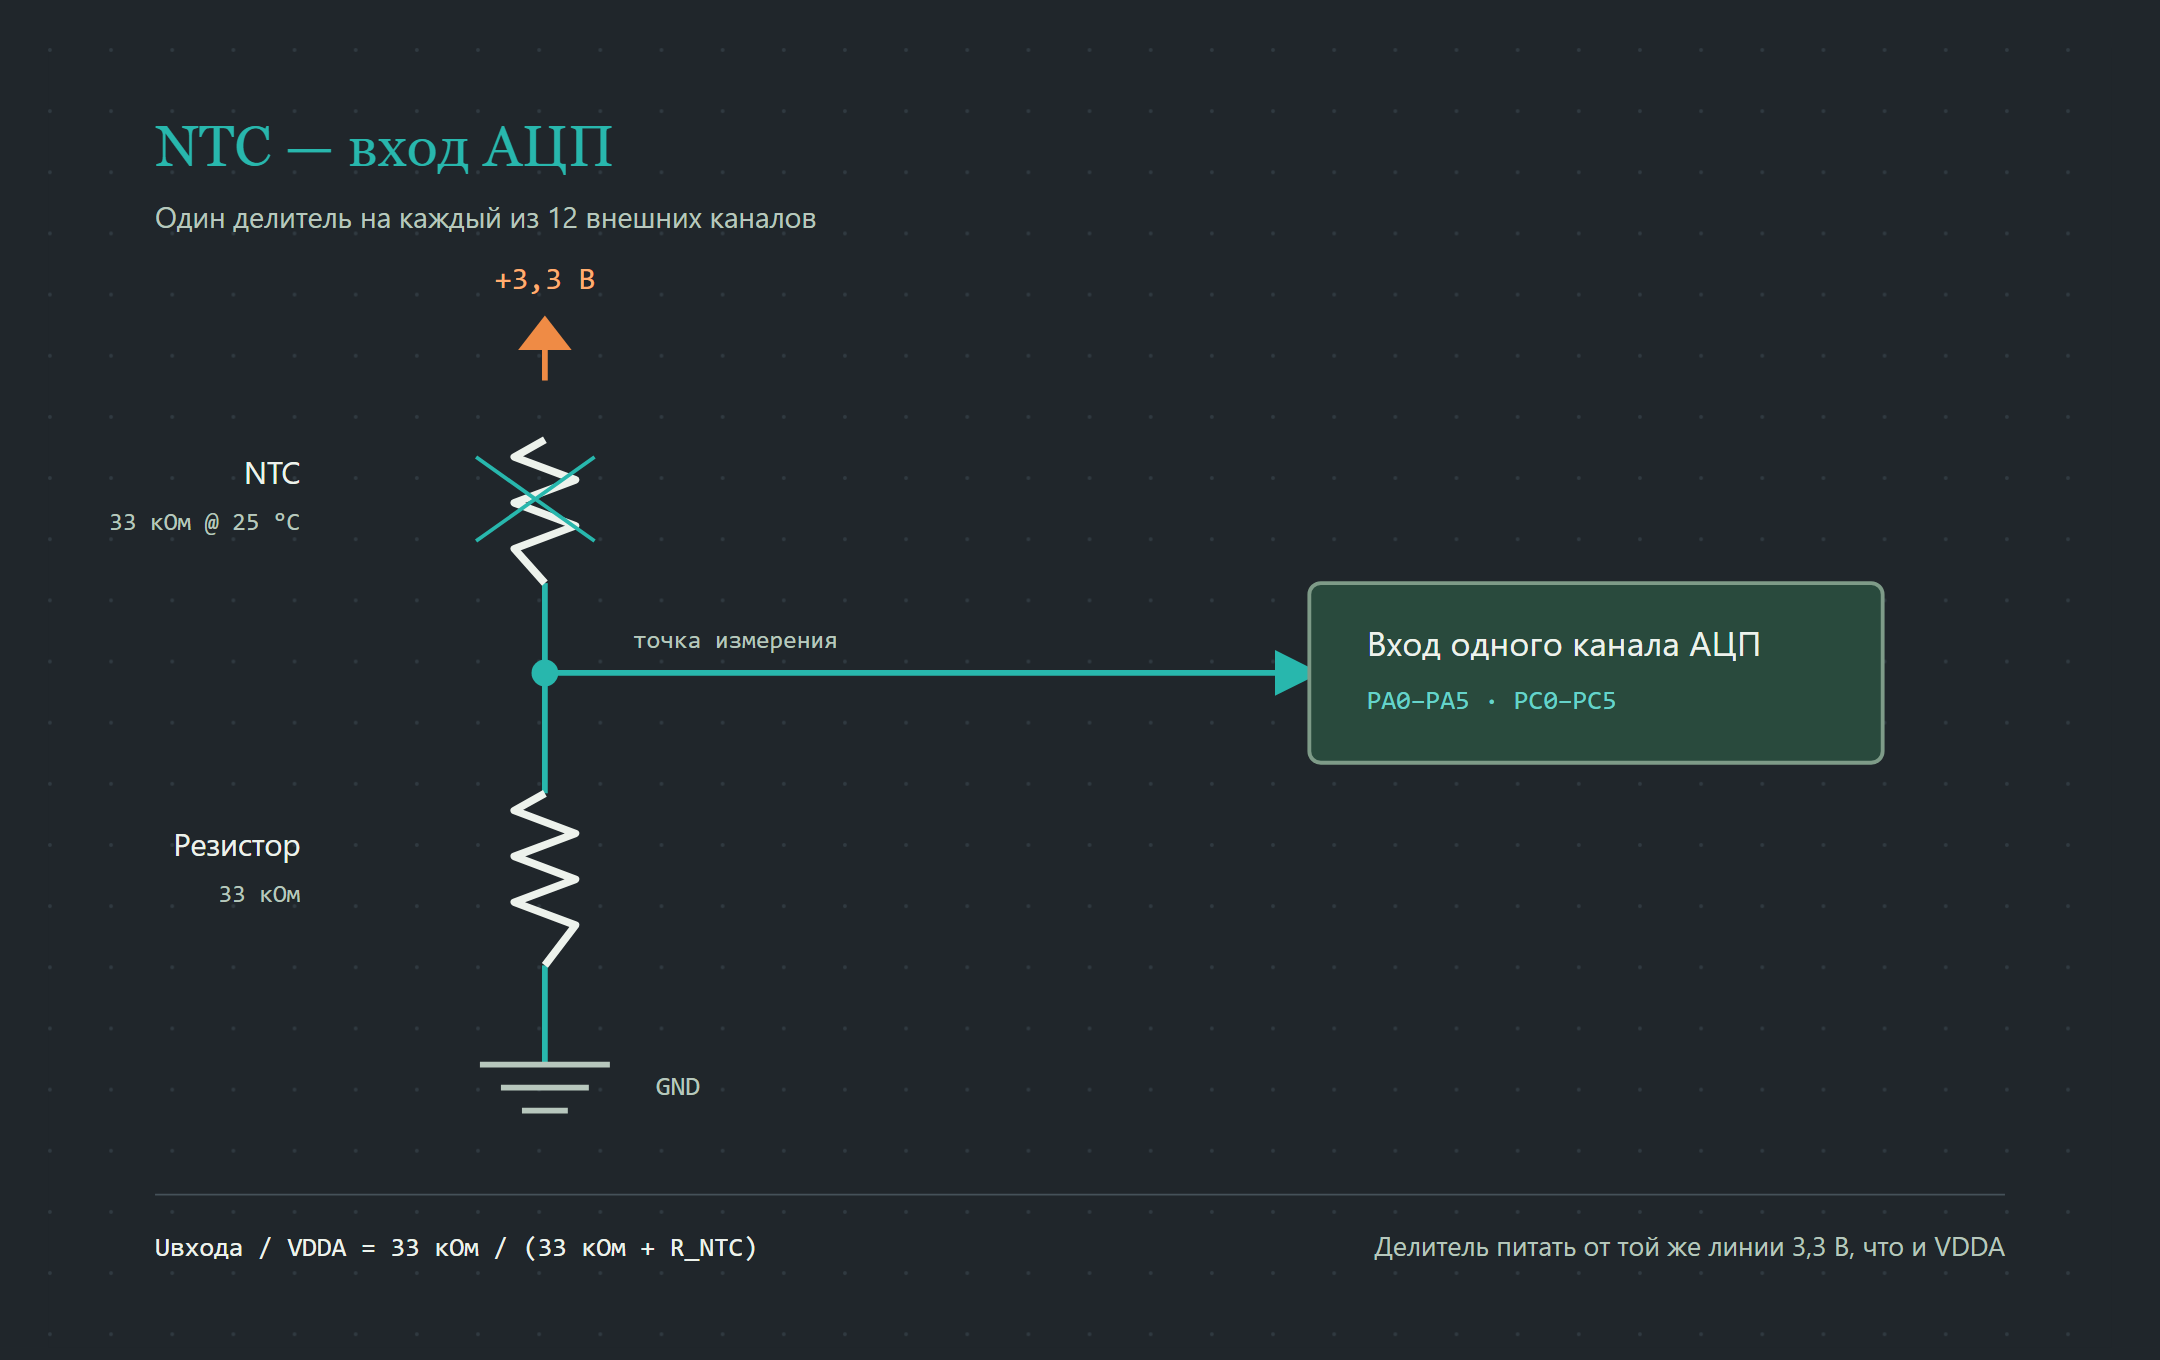 NTC — вход АЦП
Один делитель на каждый из 12 внешних каналов
+3,3 В
NTC
33 кОм @ 25 °C
точка измерения
Вход одного канала АЦП
PA0–PA5 · PC0–PC5
Резистор
33 кОм
GND
Uвхода / VDDA = 33 кОм / (33 кОм + R_NTC)
Делитель питать от той же линии 3,3 В, что и VDDA